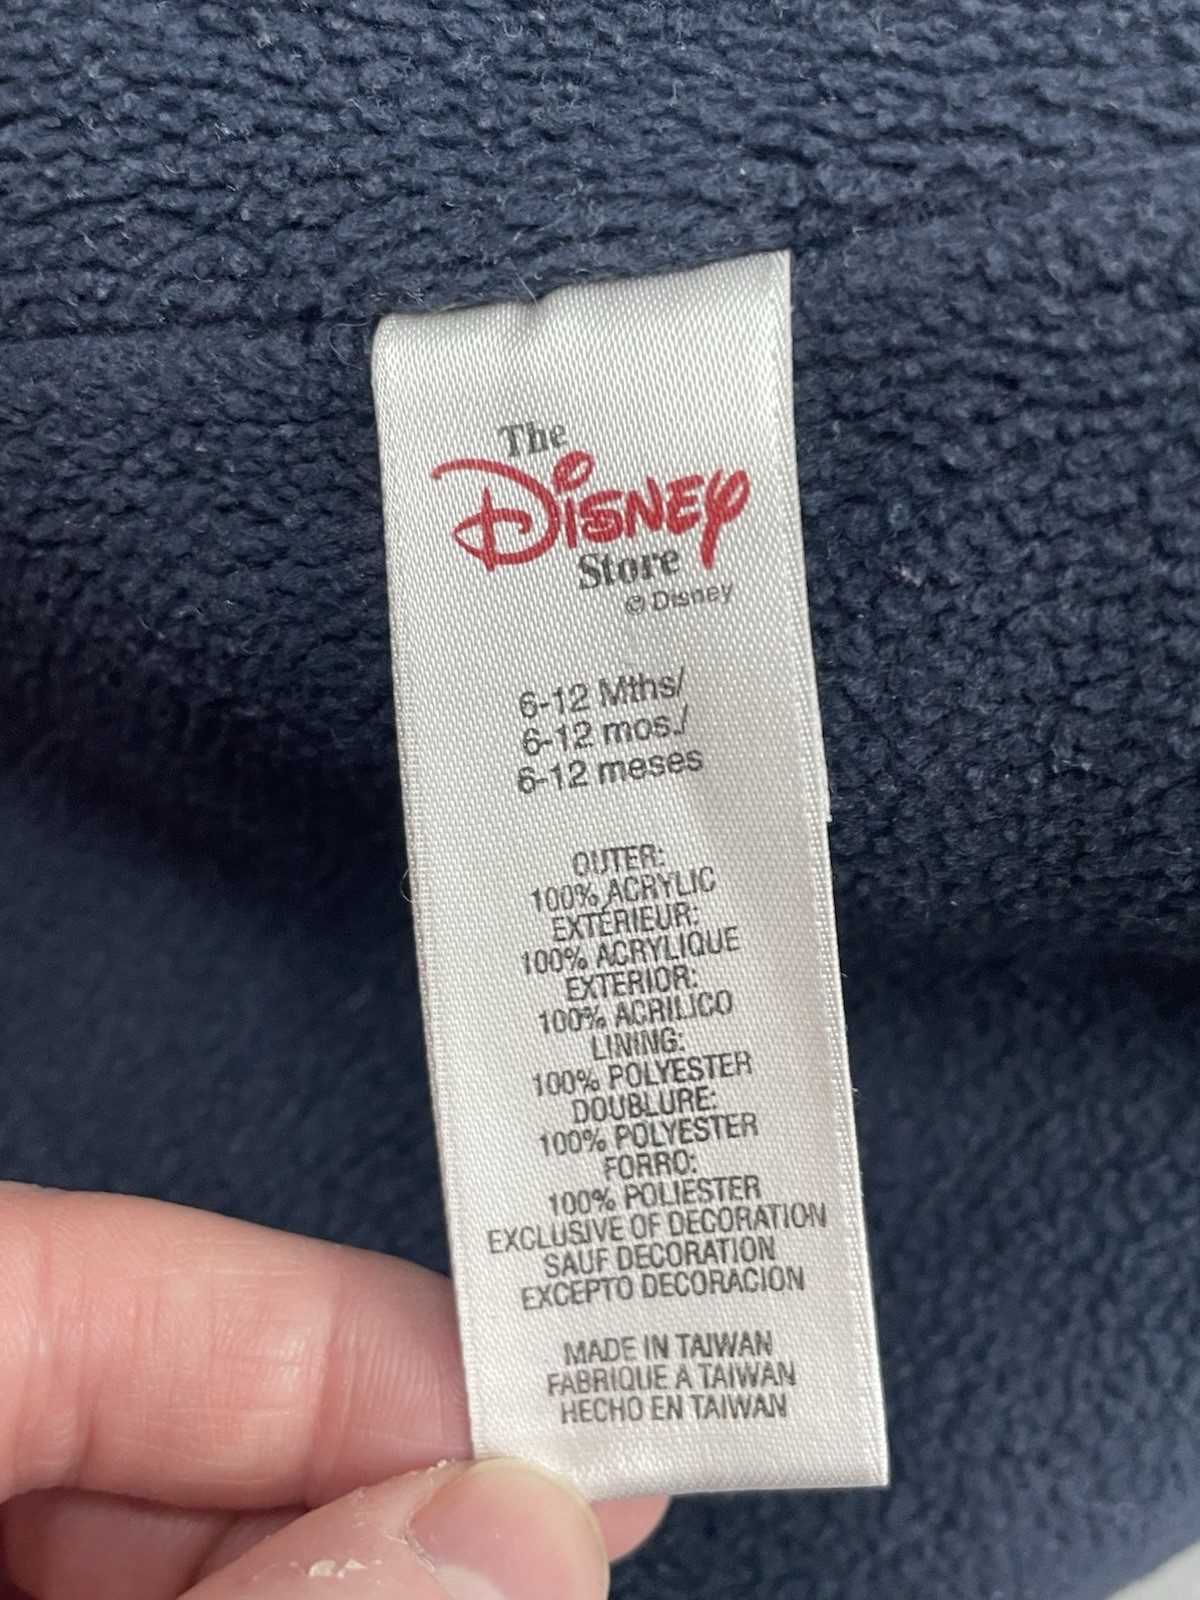 The
Disney
Store
© Disney
6-12 Mths/
6-12 mos./
6-12 meses
OUTER:
100% ACRYLIC
EXTÉRIEUR:
100% ACRYLIQUE
EXTERIOR:
100% ACRILICO
LINING:
100% POLYESTER
DOUBLURE:
100% POLYESTER
FORRO:
100% POLIESTER
EXCLUSIVE OF DECORATION
SAUF DECORATION
EXCEPTO DECORACION
MADE IN TAIWAN
FABRIQUE A TAIWAN
HECHO EN TAIWAN